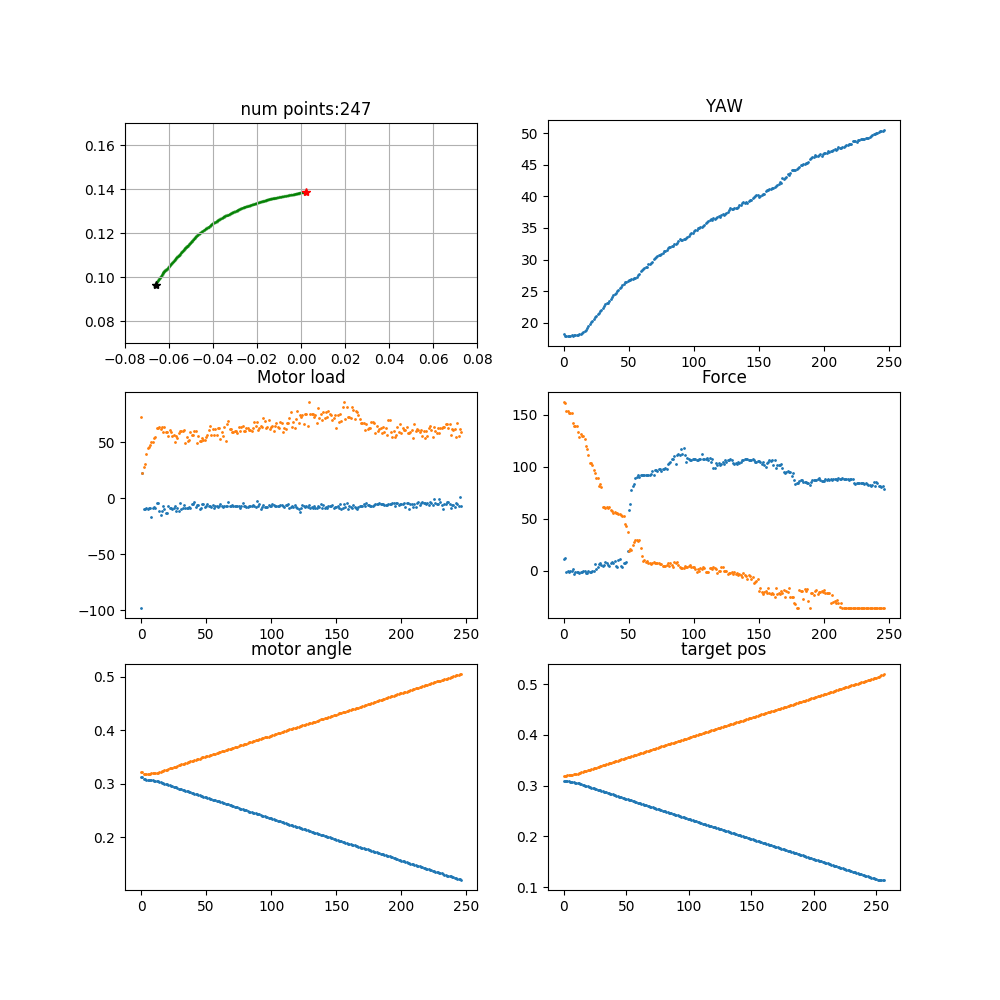 num points:247
YAW
0.16
0.14
0.12
0.10
0.08
−0.08 −0.06 −0.04 −0.02 0.00 0.02 0.04 0.06 0.08
50
45
40
35
30
25
20
0 50 100 150 200 250
Motor load
Force
50
0
−50
−100
0 50 100 150 200 250
150
100
50
0
0 50 100 150 200 250
motor angle
target pos
0.5
0.4
0.3
0.2
0 50 100 150 200 250
0.5
0.4
0.3
0.2
0.1
0 50 100 150 200 250